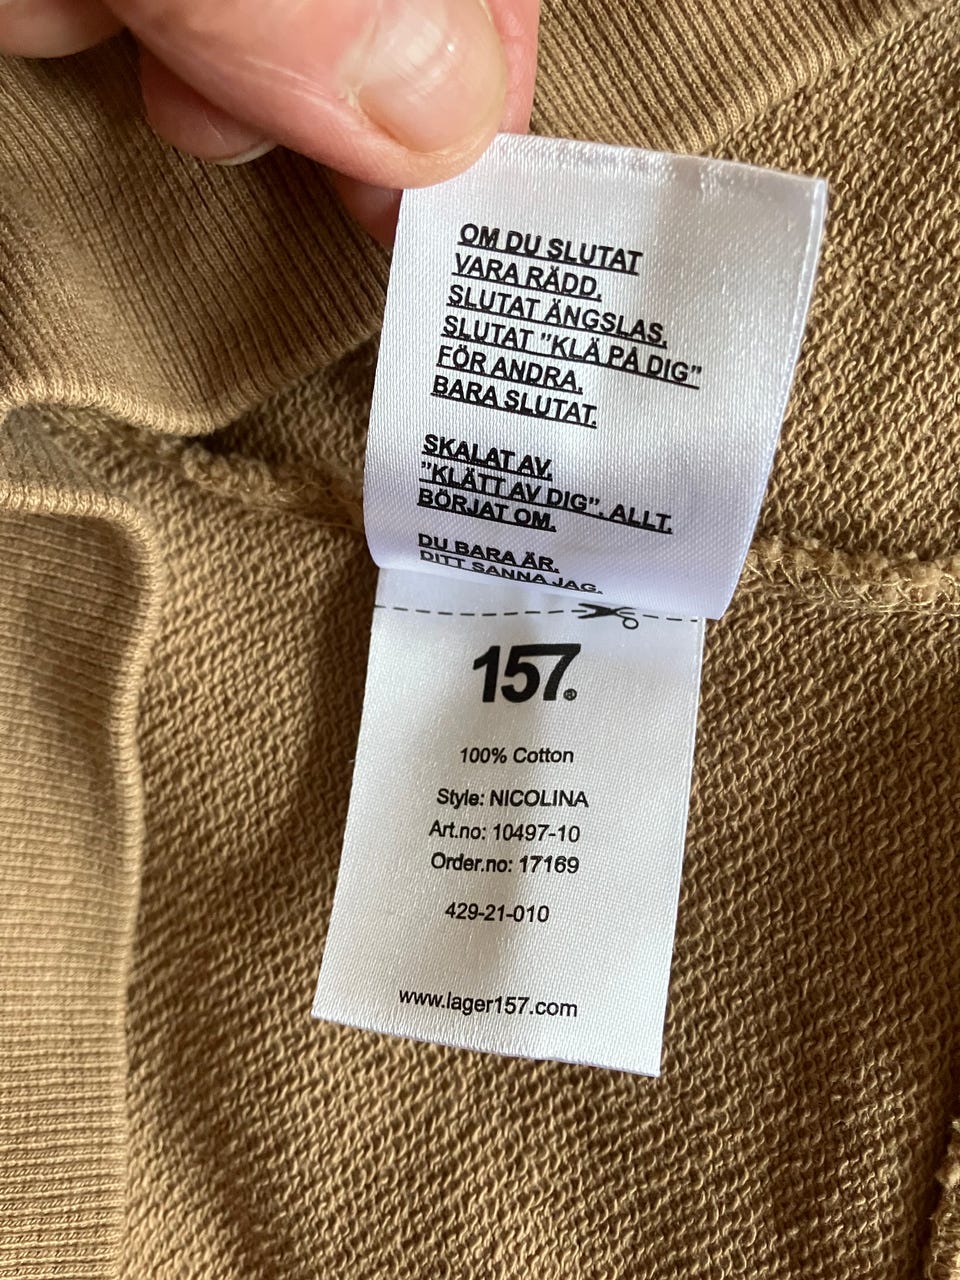 OM DU SLUTAT
VARA RÄDD.
SLUTAT ÄNGSLAS.
SLUTAT ”KLÄ PÅ DIG”
FÖR ANDRA.
BARA SLUTAT.
SKALAT AV.
”KLÄTT AV DIG”. ALLT.
BÖRJAT OM.
DU BARA ÄR.
DITT SANNA JAG.
157®
100% Cotton
Style: NICOLINA
Art.no: 10497-10
Order.no: 17169
429-21-010
www.lager157.com